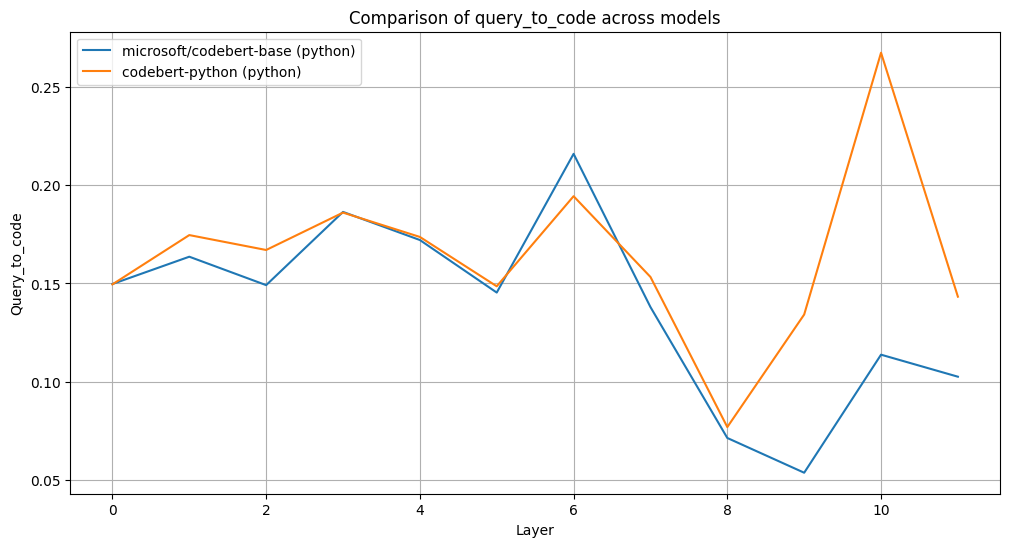 Comparison of query_to_code across models
microsoft/codebert-base (python)
codebert-python (python)
Query_to_code
0.25
0.20
0.15
0.10
0.05
0 2 4 6 8 10
Layer